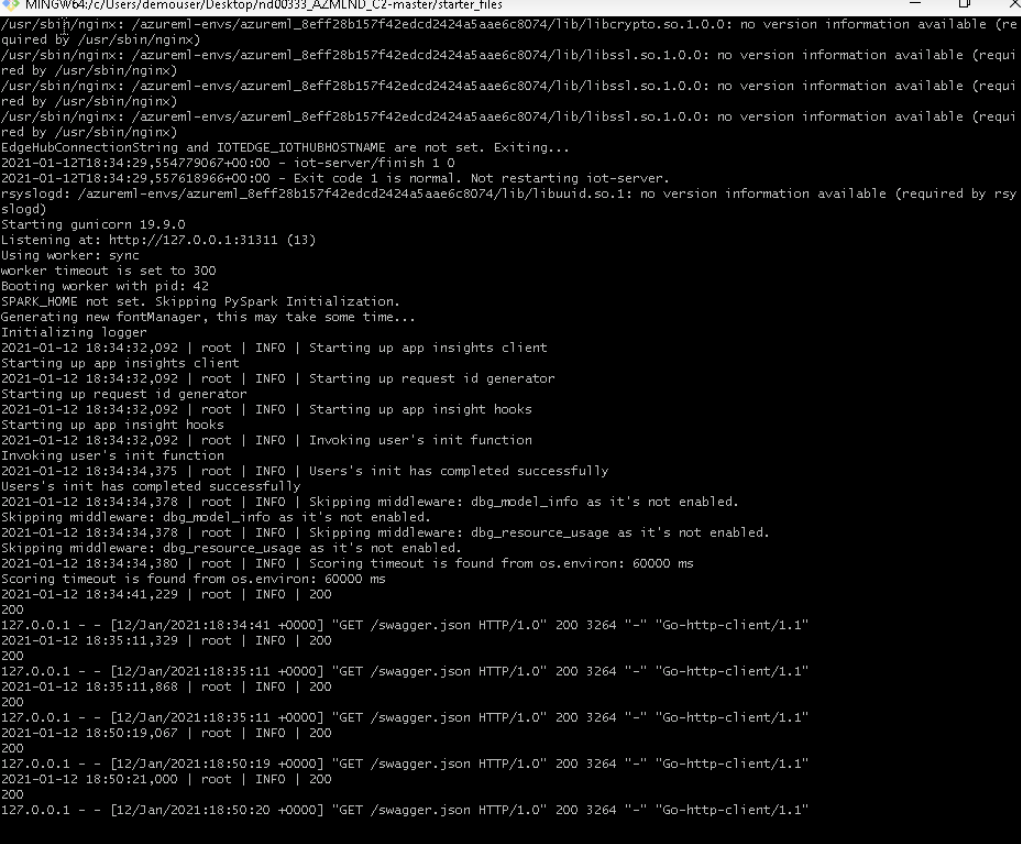 MINGW64:/c/Users/demouser/Desktop/nd00333_AZMLND_C2-master/starter_files
/usr/sbin/nginx: /azureml-envs/azureml_8eff28b157f42edcd2424a5aae6c8074/lib/libcrypto.so.1.0.0: no version information available (re
quired by /usr/sbin/nginx)
/usr/sbin/nginx: /azureml-envs/azureml_8eff28b157f42edcd2424a5aae6c8074/lib/libssl.so.1.0.0: no version information available (requi
red by /usr/sbin/nginx)
/usr/sbin/nginx: /azureml-envs/azureml_8eff28b157f42edcd2424a5aae6c8074/lib/libssl.so.1.0.0: no version information available (requi
red by /usr/sbin/nginx)
/usr/sbin/nginx: /azureml-envs/azureml_8eff28b157f42edcd2424a5aae6c8074/lib/libssl.so.1.0.0: no version information available (requi
red by /usr/sbin/nginx)
EdgeHubConnectionString and IOTEDGE_IOTHUBHOSTNAME are not set. Exiting...
2021-01-12T18:34:29,554779067+00:00 - iot-server/finish 1 0
2021-01-12T18:34:29,557618966+00:00 - Exit code 1 is normal. Not restarting iot-server.
rsyslogd: /azureml-envs/azureml_8eff28b157f42edcd2424a5aae6c8074/lib/libuuid.so.1: no version information available (required by rsy
slogd)
Starting gunicorn 19.9.0
Listening at: http://127.0.0.1:31311 (13)
Using worker: sync
worker timeout is set to 300
Booting worker with pid: 42
SPARK_HOME not set. Skipping PySpark Initialization.
Generating new fontManager, this may take some time...
Initializing logger
2021-01-12 18:34:32,092 | root | INFO | Starting up app insights client
Starting up app insights client
2021-01-12 18:34:32,092 | root | INFO | Starting up request id generator
Starting up request id generator
2021-01-12 18:34:32,092 | root | INFO | Starting up app insight hooks
Starting up app insight hooks
2021-01-12 18:34:32,092 | root | INFO | Invoking user's init function
Invoking user's init function
2021-01-12 18:34:34,375 | root | INFO | Users's init has completed successfully
Users's init has completed successfully
2021-01-12 18:34:34,378 | root | INFO | Skipping middleware: dbg_model_info as it's not enabled.
Skipping middleware: dbg_model_info as it's not enabled.
2021-01-12 18:34:34,378 | root | INFO | Skipping middleware: dbg_resource_usage as it's not enabled.
Skipping middleware: dbg_resource_usage as it's not enabled.
2021-01-12 18:34:34,380 | root | INFO | Scoring timeout is found from os.environ: 60000 ms
Scoring timeout is found from os.environ: 60000 ms
2021-01-12 18:34:41,229 | root | INFO | 200
200
127.0.0.1 - - [12/Jan/2021:18:34:41 +0000] "GET /swagger.json HTTP/1.0" 200 3264 "-" "Go-http-client/1.1"
2021-01-12 18:35:11,329 | root | INFO | 200
200
127.0.0.1 - - [12/Jan/2021:18:35:11 +0000] "GET /swagger.json HTTP/1.0" 200 3264 "-" "Go-http-client/1.1"
2021-01-12 18:35:11,868 | root | INFO | 200
200
127.0.0.1 - - [12/Jan/2021:18:35:11 +0000] "GET /swagger.json HTTP/1.0" 200 3264 "-" "Go-http-client/1.1"
2021-01-12 18:50:19,067 | root | INFO | 200
200
127.0.0.1 - - [12/Jan/2021:18:50:19 +0000] "GET /swagger.json HTTP/1.0" 200 3264 "-" "Go-http-client/1.1"
2021-01-12 18:50:21,000 | root | INFO | 200
200
127.0.0.1 - - [12/Jan/2021:18:50:20 +0000] "GET /swagger.json HTTP/1.0" 200 3264 "-" "Go-http-client/1.1"